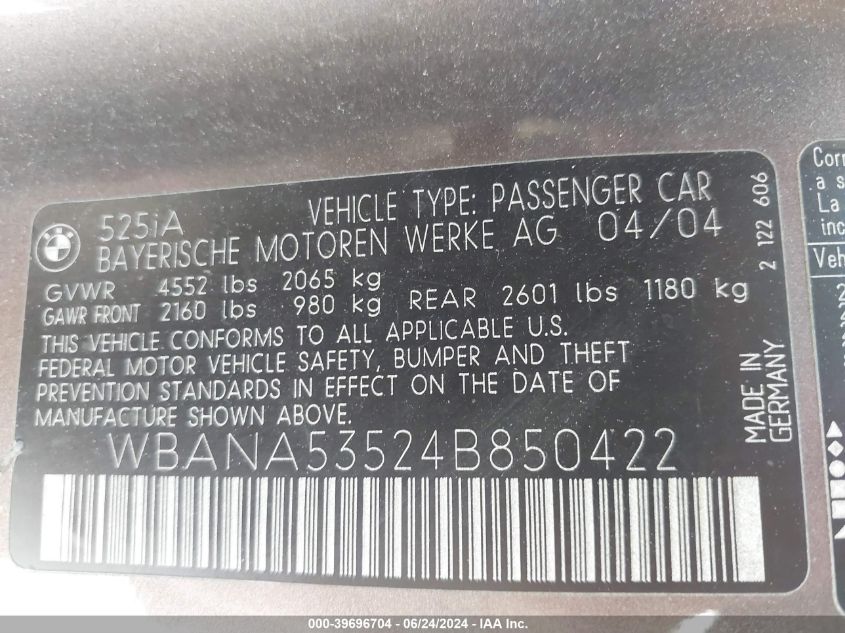 525iA VEHICLE TYPE: PASSENGER CAR
BAYERISCHE MOTOREN WERKE AG 04/04
GVWR 4552 lbs 2065 kg
GAWR FRONT 2160 lbs 980 kg REAR 2601 lbs 1180 kg
THIS VEHICLE CONFORMS TO ALL APPLICABLE U.S.
FEDERAL MOTOR VEHICLE SAFETY, BUMPER AND THEFT
PREVENTION STANDARDS IN EFFECT ON THE DATE OF
MANUFACTURE SHOWN ABOVE.
WBANA53524B850422
MADE IN
GERMANY
2 122 606
a s
La
inc
000-39696704 - 06/24/2024 - IAA Inc.